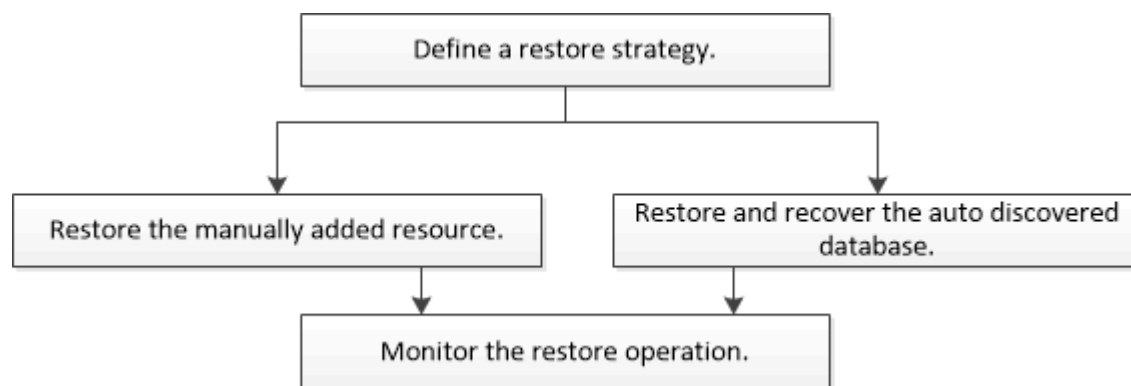 Define a restore strategy.
Restore the manually added resource.
Restore and recover the auto discovered
database.
Monitor the restore operation.